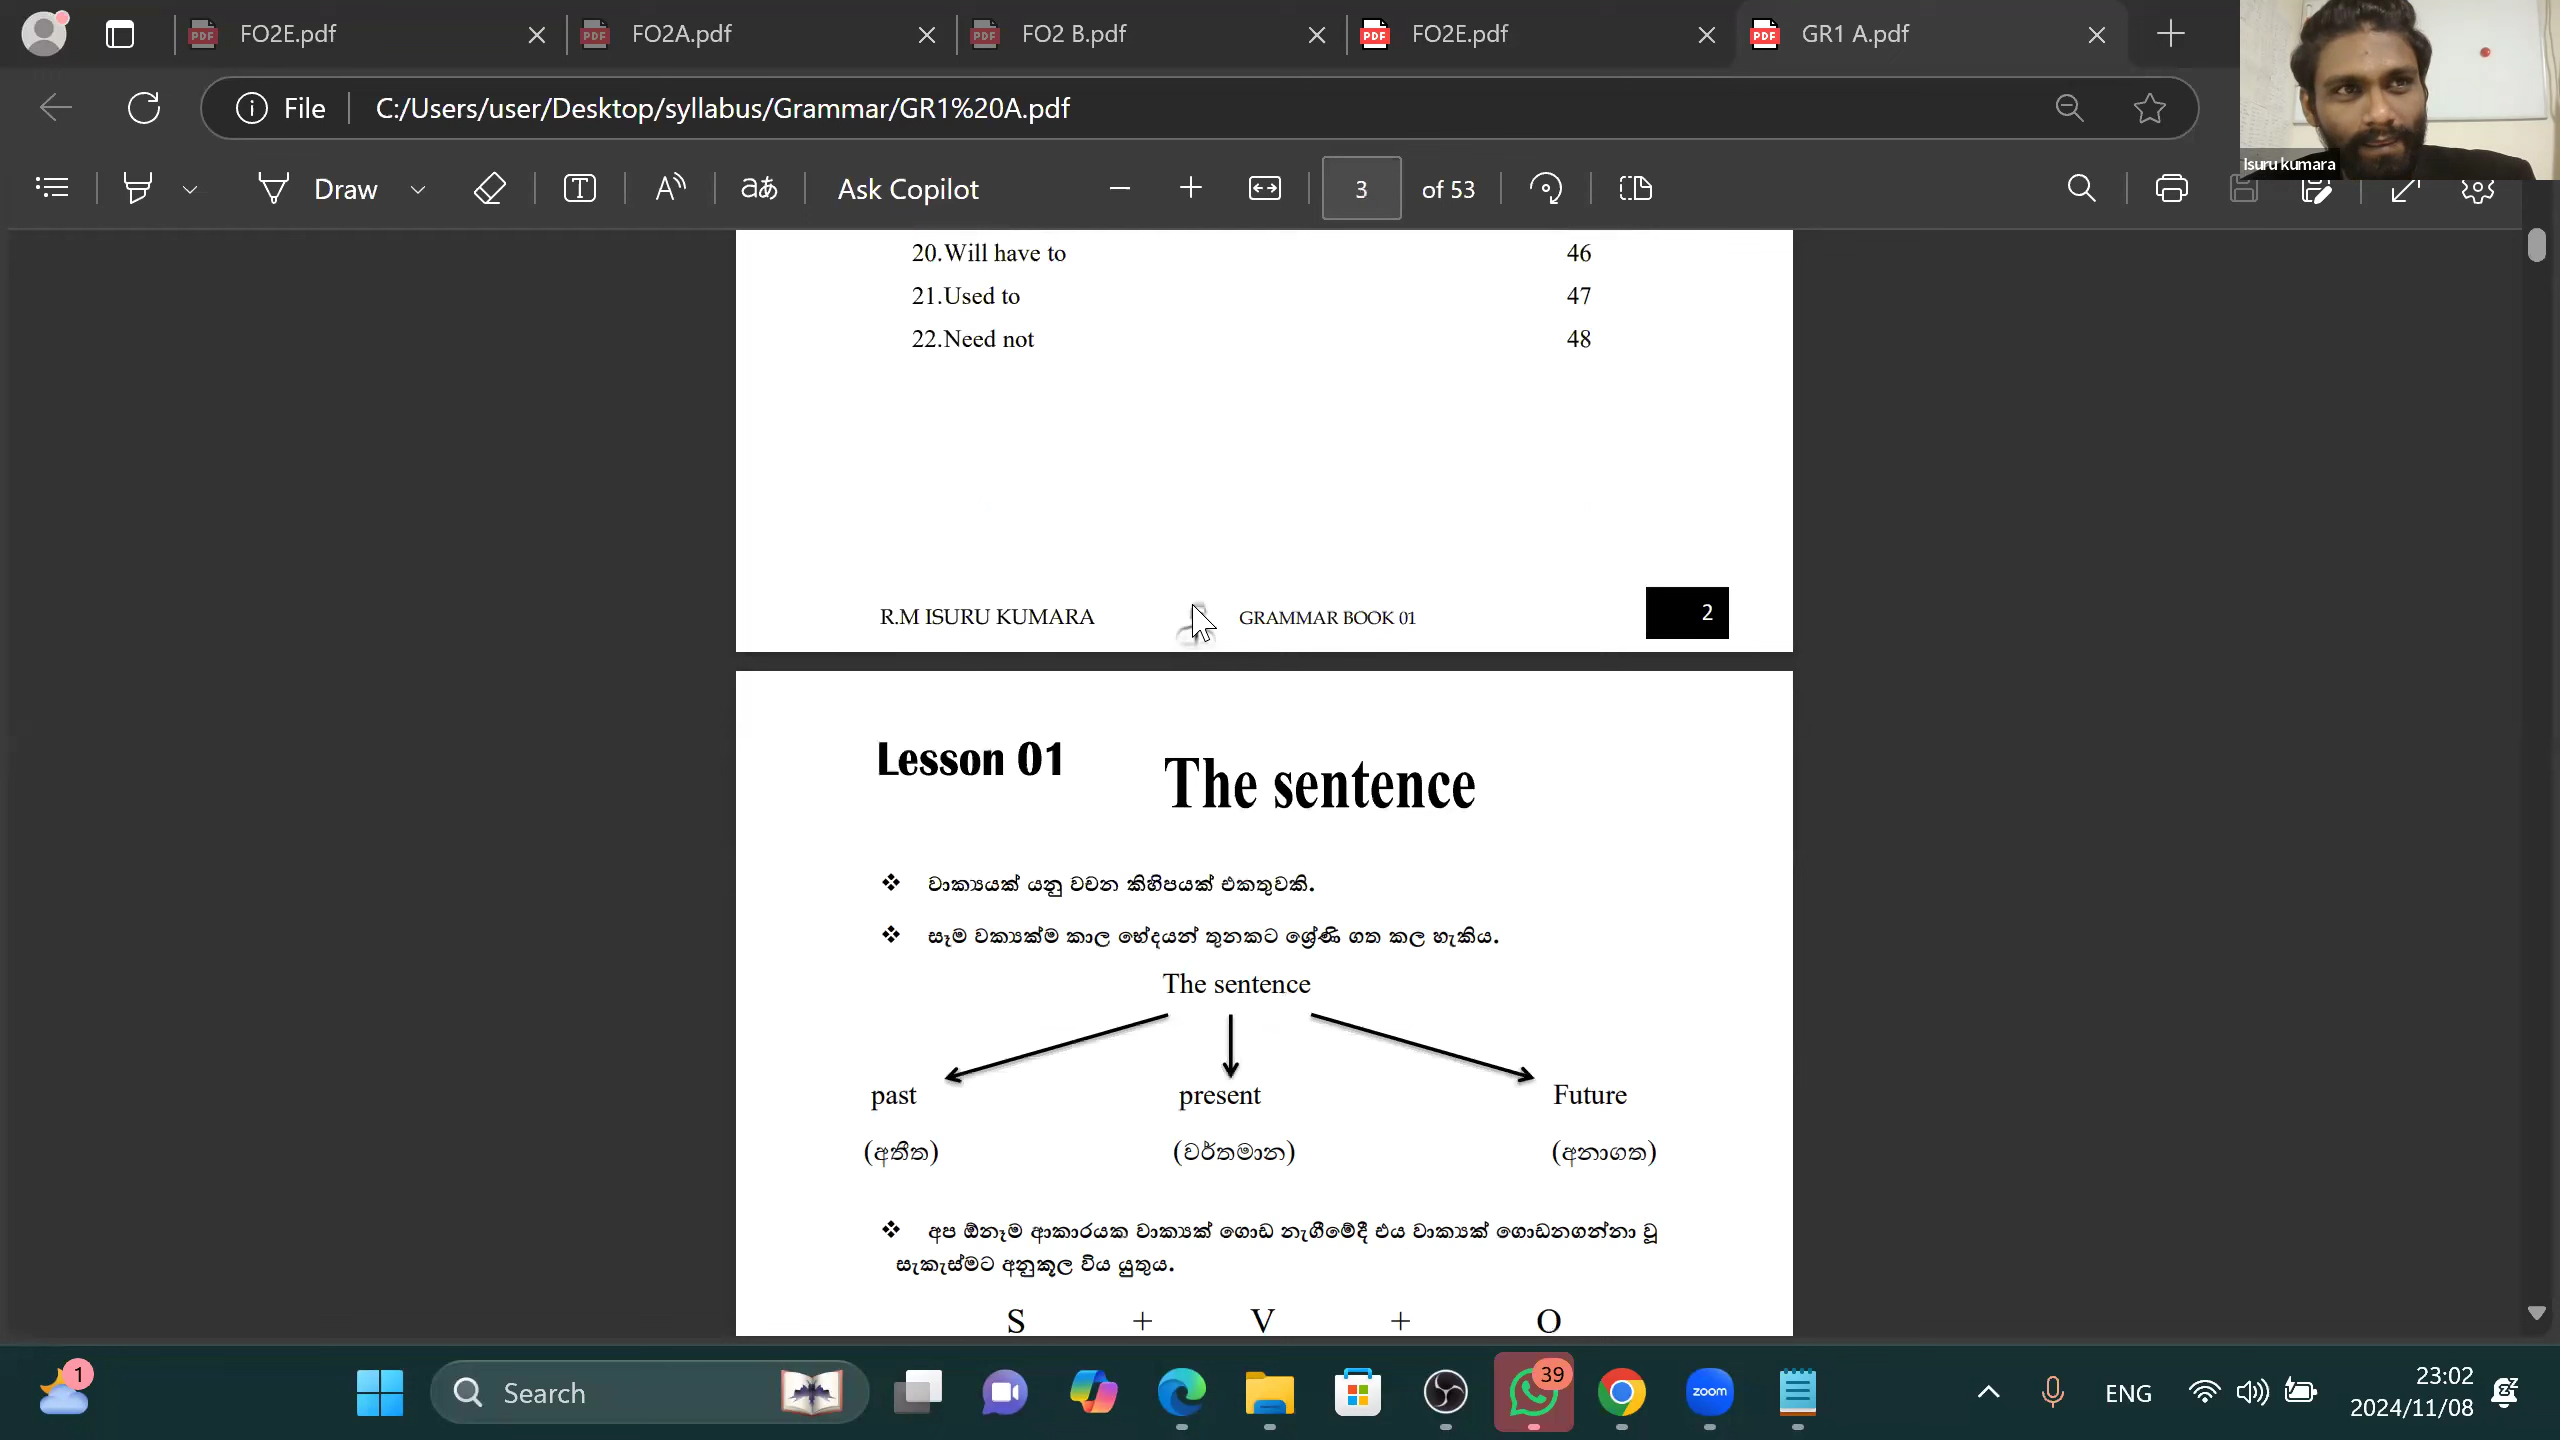 FO2E.pdf
FO2A.pdf
FO2 B.pdf
FO2E.pdf
GR1 A.pdf
File
C:/Users/user/Desktop/syllabus/Grammar/GR1%20A.pdf
Isuru kumara
Draw
aあ
Ask Copilot
3
of 53
20.Will have to 46
21.Used to 47
22.Need not 48
R.M ISURU KUMARA GRAMMAR BOOK 01 2
Lesson 01
The sentence
❖ වාක්‍යයක් යනු වචන කිහිපයක් එකතුවකි.
❖ සෑම වක්‍යක්ම කාල භේදයන් තුනකට ශ්‍රේණි ගත කල හැකිය.
The sentence
past present Future
(අතීත) (වර්තමාන) (අනාගත)
❖ අප ඕනෑම ආකාරයක වාක්‍යක් ගොඩ නැගීමේදී එය වාක්‍යක් ගොඩනගන්නා වූ
සැකැස්මට අනුකූල විය යුතුය.
S + V + O
1
Search
39
zoom
ENG
23:02
2024/11/08